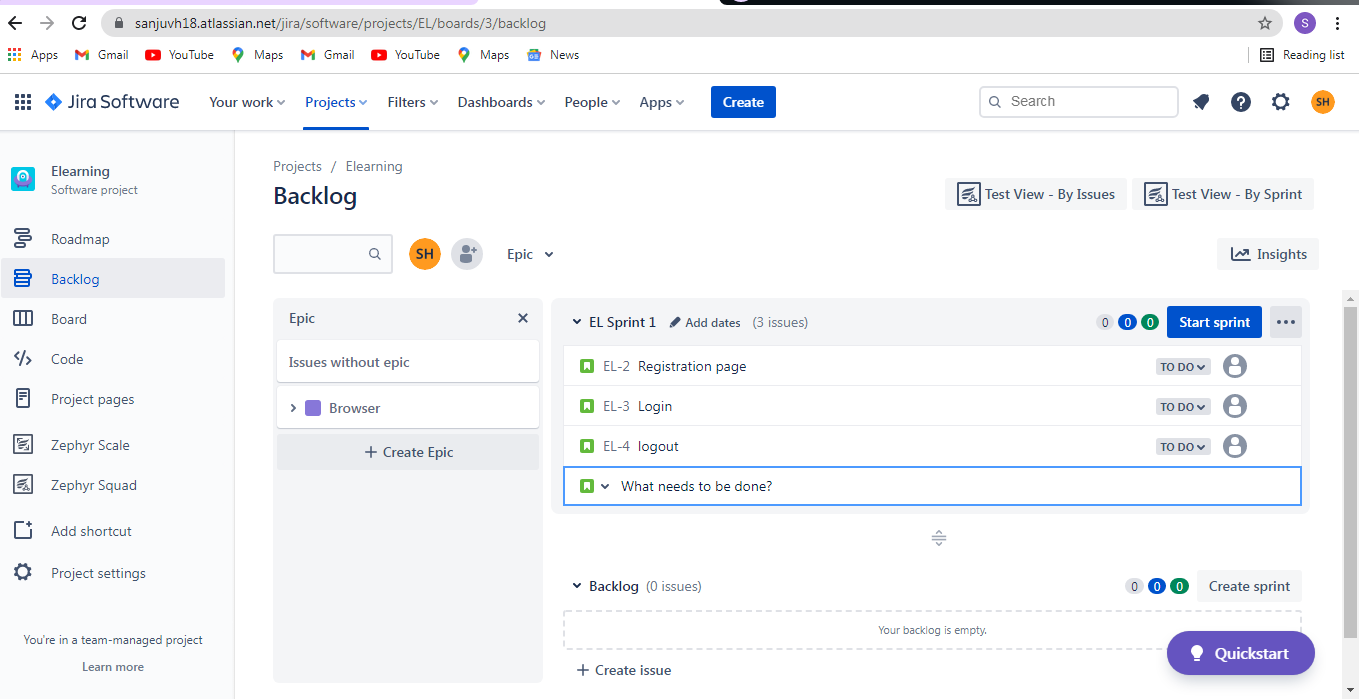 sanjuvh18.atlassian.net/jira/software/projects/EL/boards/3/backlog
S
Apps Gmail YouTube Maps Gmail YouTube Maps News Reading list
Jira Software Your work Projects Filters Dashboards People Apps Create Search SH
Elearning
Software project
Roadmap
Backlog
Board
Code
Project pages
Zephyr Scale
Zephyr Squad
Add shortcut
Project settings
You're in a team-managed project
Learn more
Projects / Elearning
Backlog
Test View - By Issues Test View - By Sprint
SH Epic Insights
Epic
Issues without epic
Browser
+ Create Epic
EL Sprint 1 Add dates (3 issues) 0 0 0 Start sprint
EL-2 Registration page TO DO
EL-3 Login TO DO
EL-4 logout TO DO
What needs to be done?
Backlog (0 issues) 0 0 0 Create sprint
Your backlog is empty.
+ Create issue
Quickstart